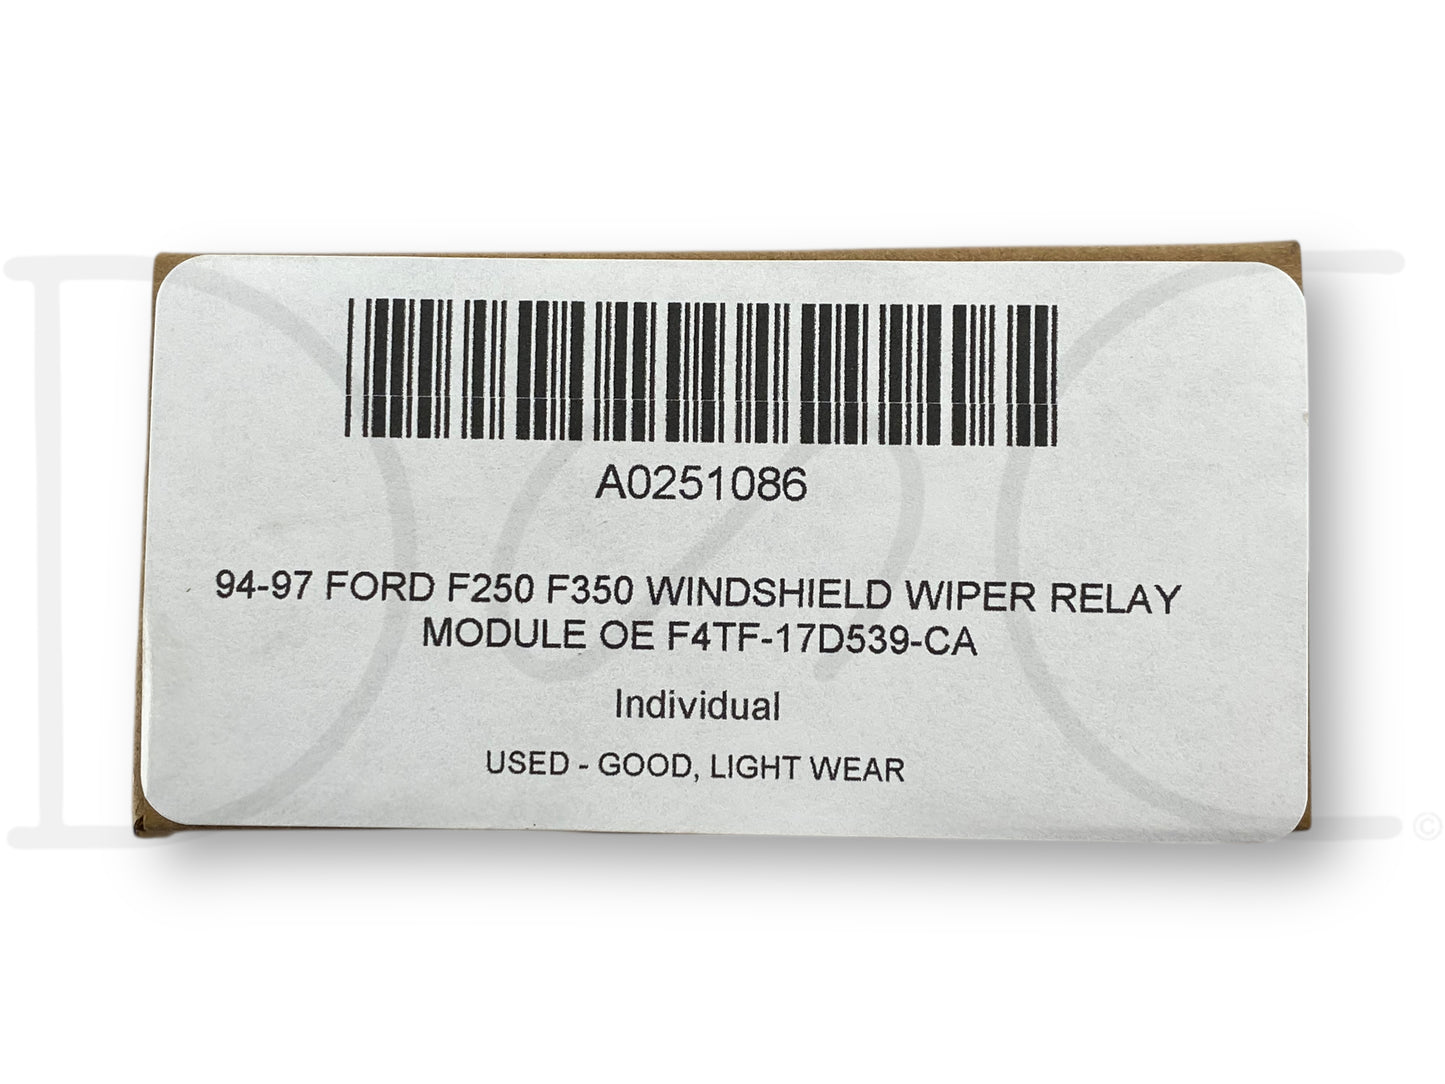 A0251086
94-97 FORD F250 F350 WINDSHIELD WIPER RELAY
MODULE OE F4TF-17D539-CA
Individual
USED - GOOD, LIGHT WEAR
©